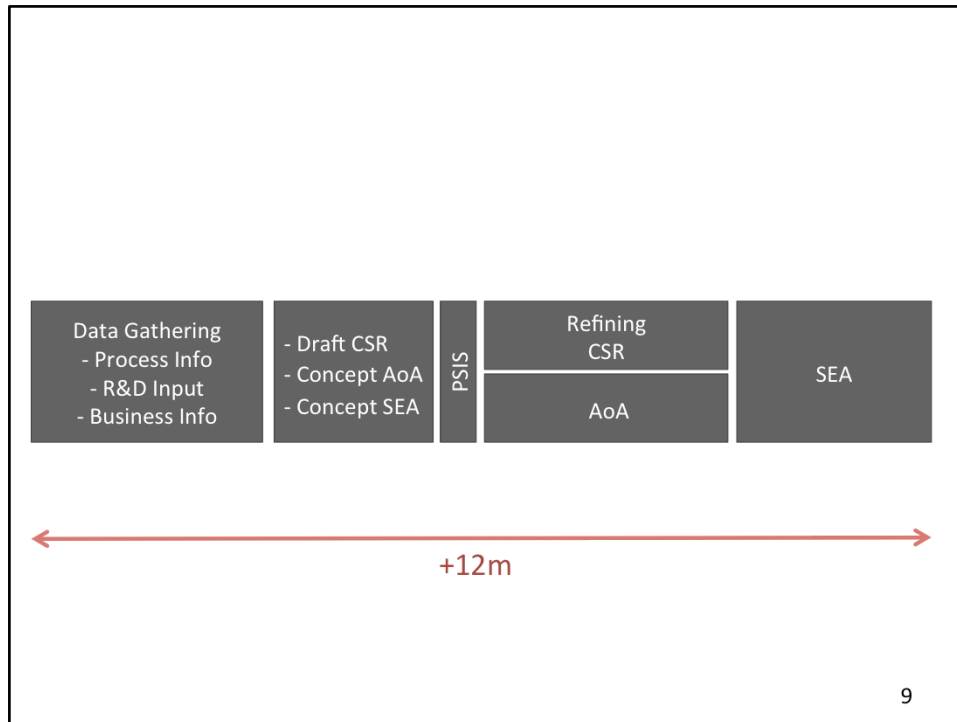 Data Gathering
- Process Info
- R&D Input
- Business Info
- Draft CSR
- Concept AoA
- Concept SEA
PSIS
Refining
CSR
AoA
SEA
+12m
9